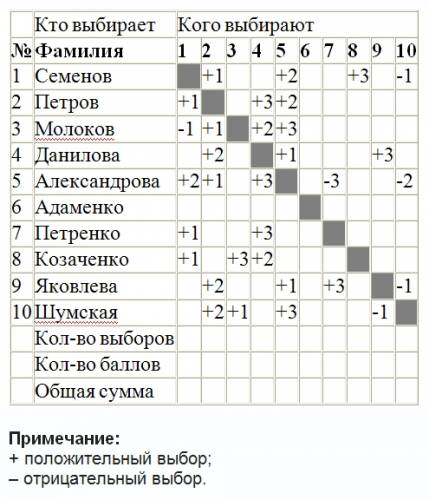 Кто выбирает Кого выбирают
№ Фамилия 1 2 3 4 5 6 7 8 9 10
1 Семенов +1 +2 +3 -1
2 Петров +1 +3 +2
3 Молоков -1 +1 +2 +3
4 Данилова +2 +1 +3
5 Александрова +2 +1 +3 -3 -2
6 Адаменко
7 Петренко +1 +3
8 Козаченко +1 +3 +2
9 Яковлева +2 +1 +3 -1
10 Шумская +2 +1 +3 -1
Кол-во выборов
Кол-во баллов
Общая сумма
Примечание:
+ положительный выбор;
– отрицательный выбор.